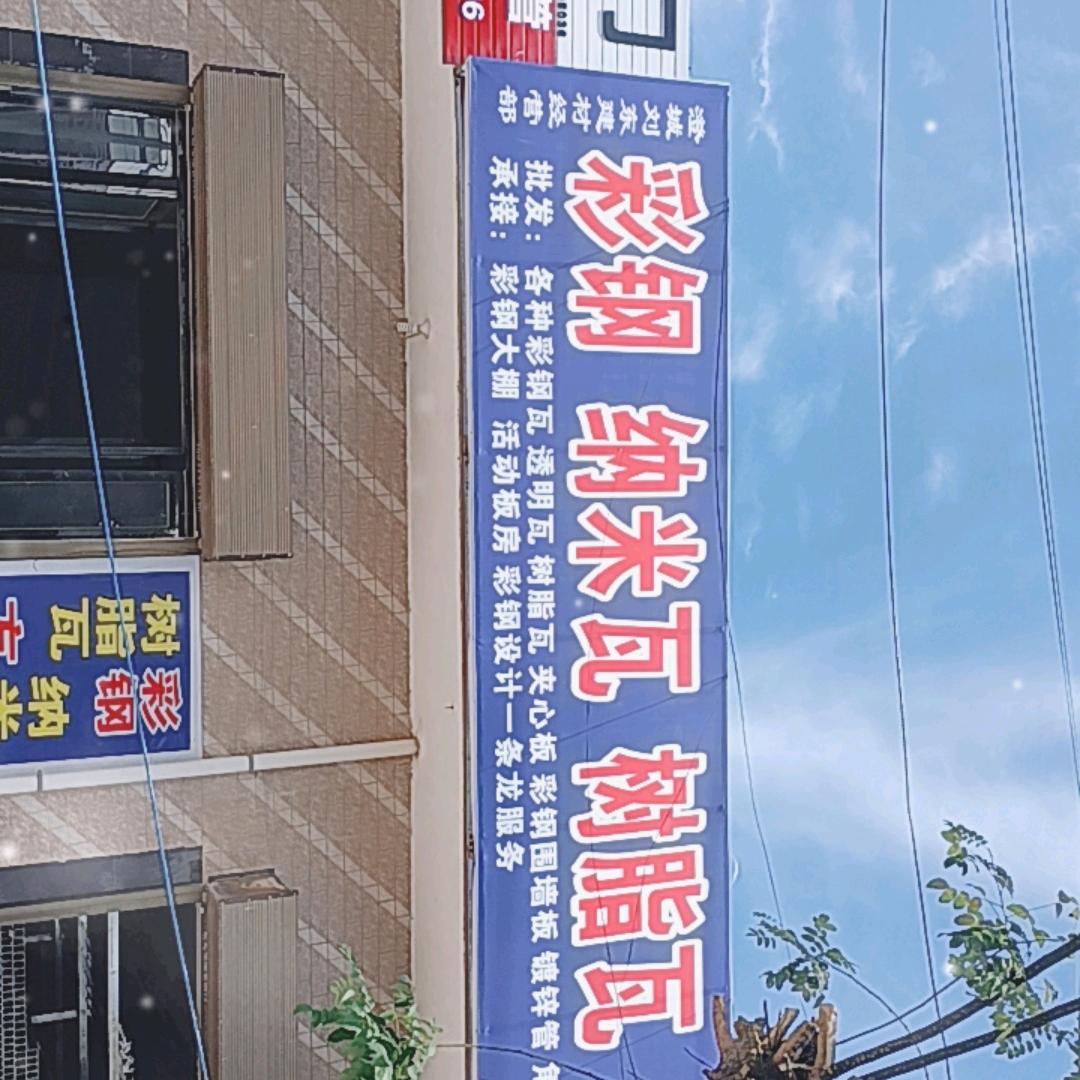 澄城刘东建材经营部
彩钢 纳米瓦 树脂瓦
批发：各种彩钢瓦 透明瓦 树脂瓦 夹心板 彩钢围墙板 镀锌管
承接：彩钢大棚 活动板房 彩钢设计一条龙服务
管
6
树脂瓦
彩钢
纳米